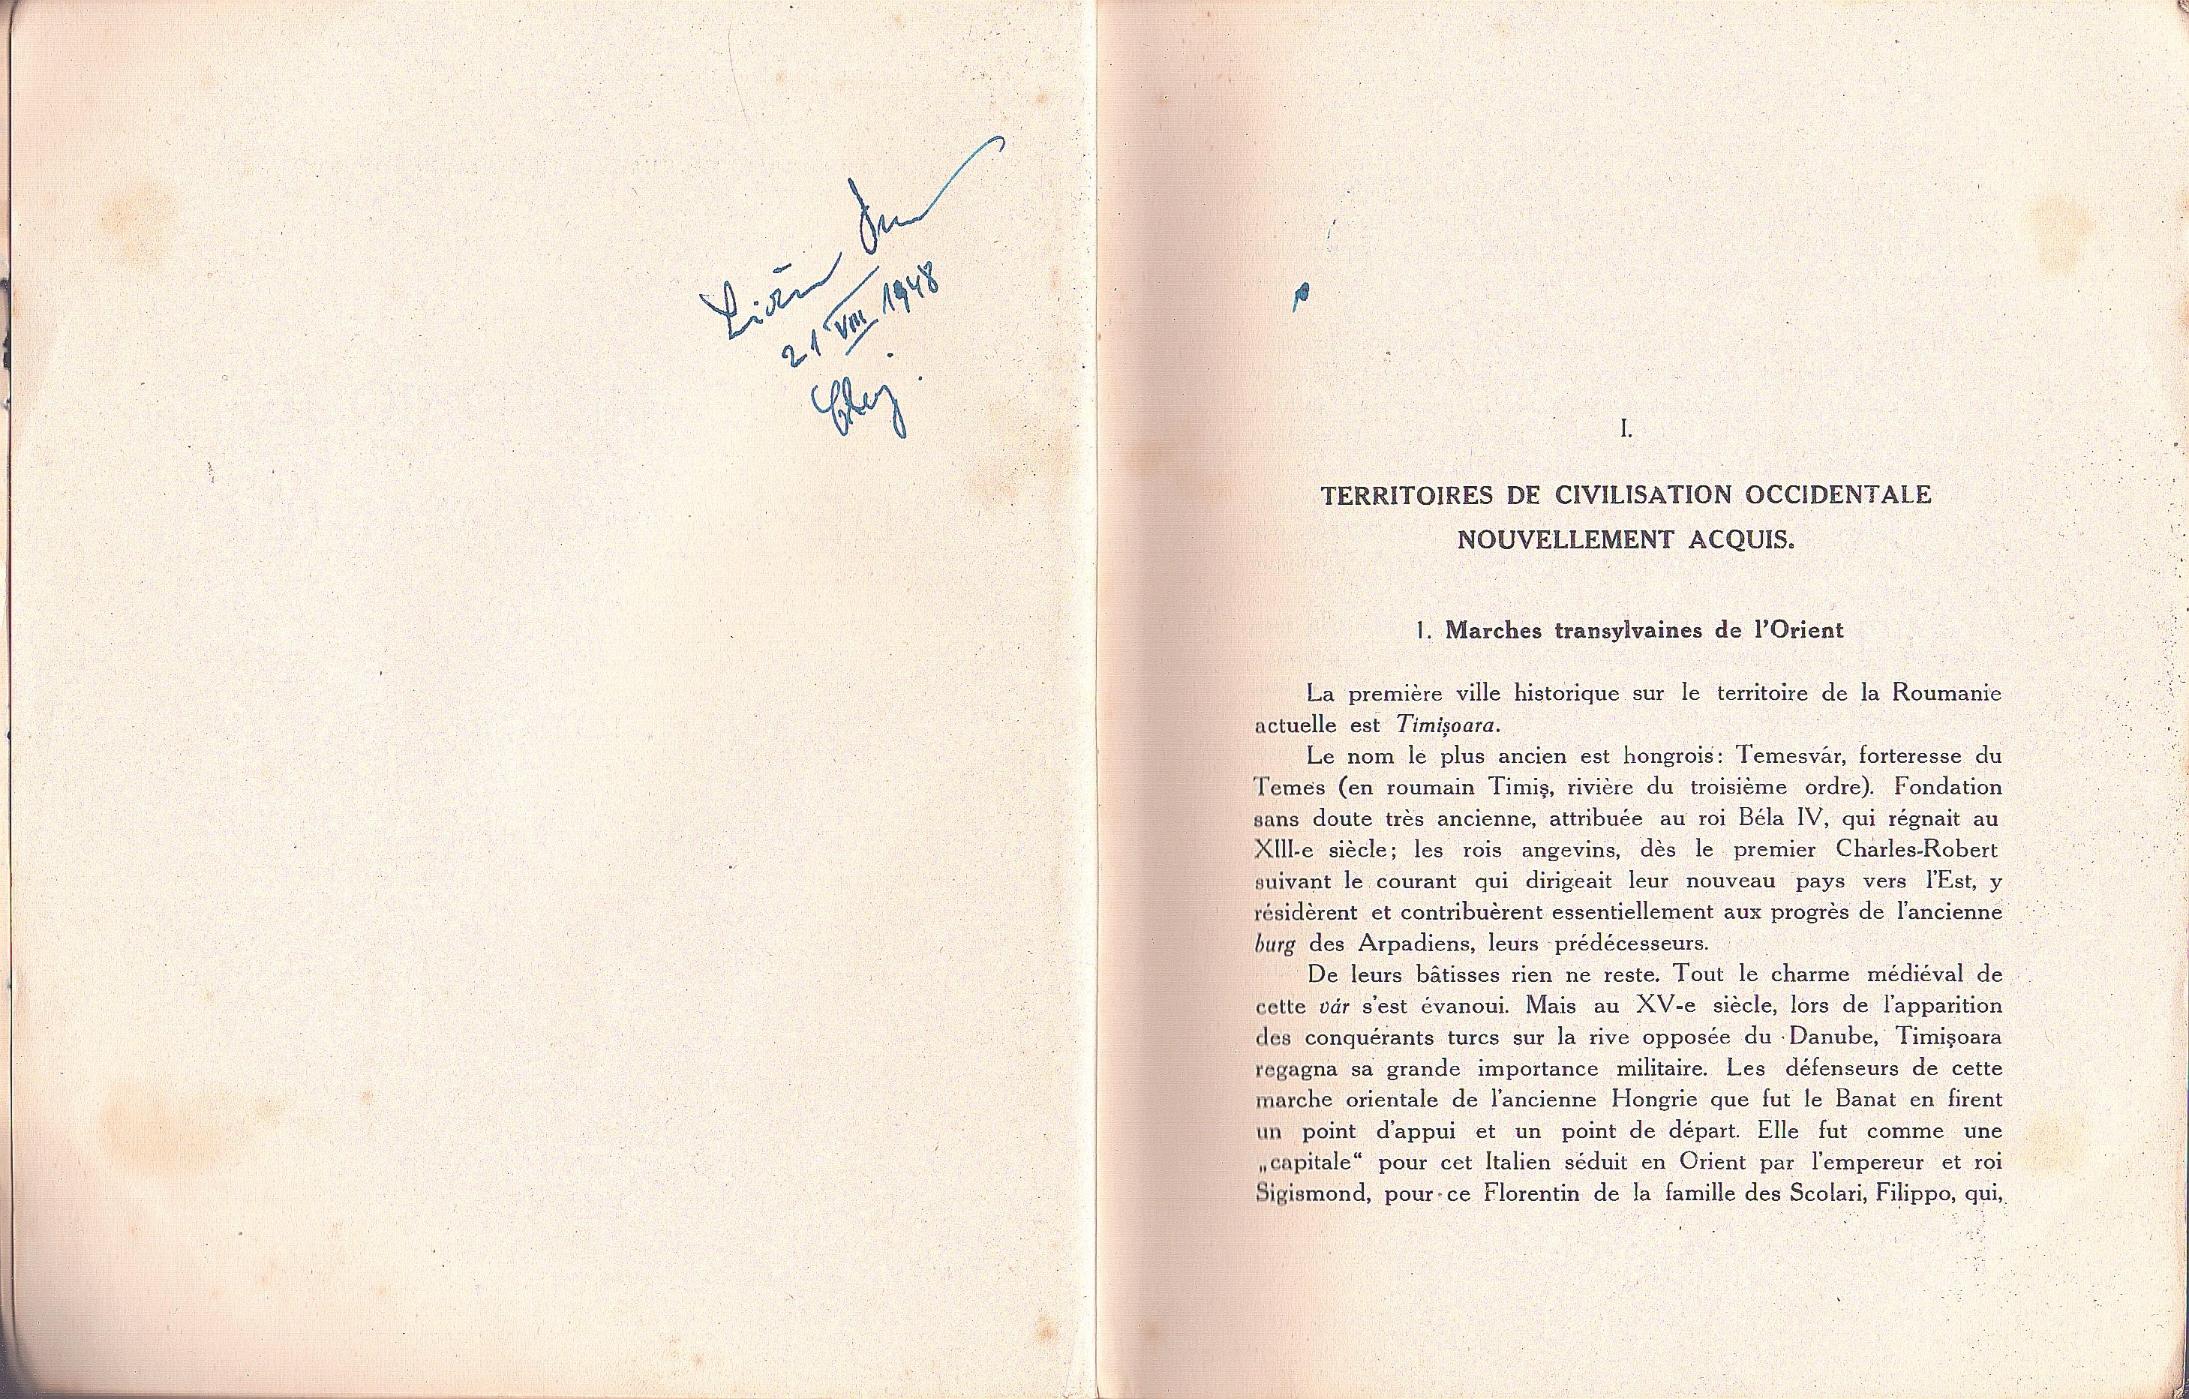 21 VIII 1948
Cluj.
I.
TERRITOIRES DE CIVILISATION OCCIDENTALE
NOUVELLEMENT ACQUIS.
1. Marches transylvaines de l'Orient
La première ville historique sur le territoire de la Roumanie
actuelle est Timișoara.
Le nom le plus ancien est hongrois: Temesvár, forteresse du
Temes (en roumain Timiș, rivière du troisième ordre). Fondation
sans doute très ancienne, attribuée au roi Béla IV, qui régnait au
XIII-e siècle; les rois angevins, dès le premier Charles-Robert
suivant le courant qui dirigeait leur nouveau pays vers l'Est, y
résidèrent et contribuèrent essentiellement aux progrès de l'ancienne
burg des Arpadiens, leurs prédécesseurs.
De leurs bâtisses rien ne reste. Tout le charme médiéval de
cette vár s'est évanoui. Mais au XV-e siècle, lors de l'apparition
des conquérants turcs sur la rive opposée du Danube, Timișoara
regagna sa grande importance militaire. Les défenseurs de cette
marche orientale de l'ancienne Hongrie que fut le Banat en firent
un point d'appui et un point de départ. Elle fut comme une
„capitale“ pour cet Italien séduit en Orient par l'empereur et roi
Sigismond, pour ce Florentin de la famille des Scolari, Filippo, qui,